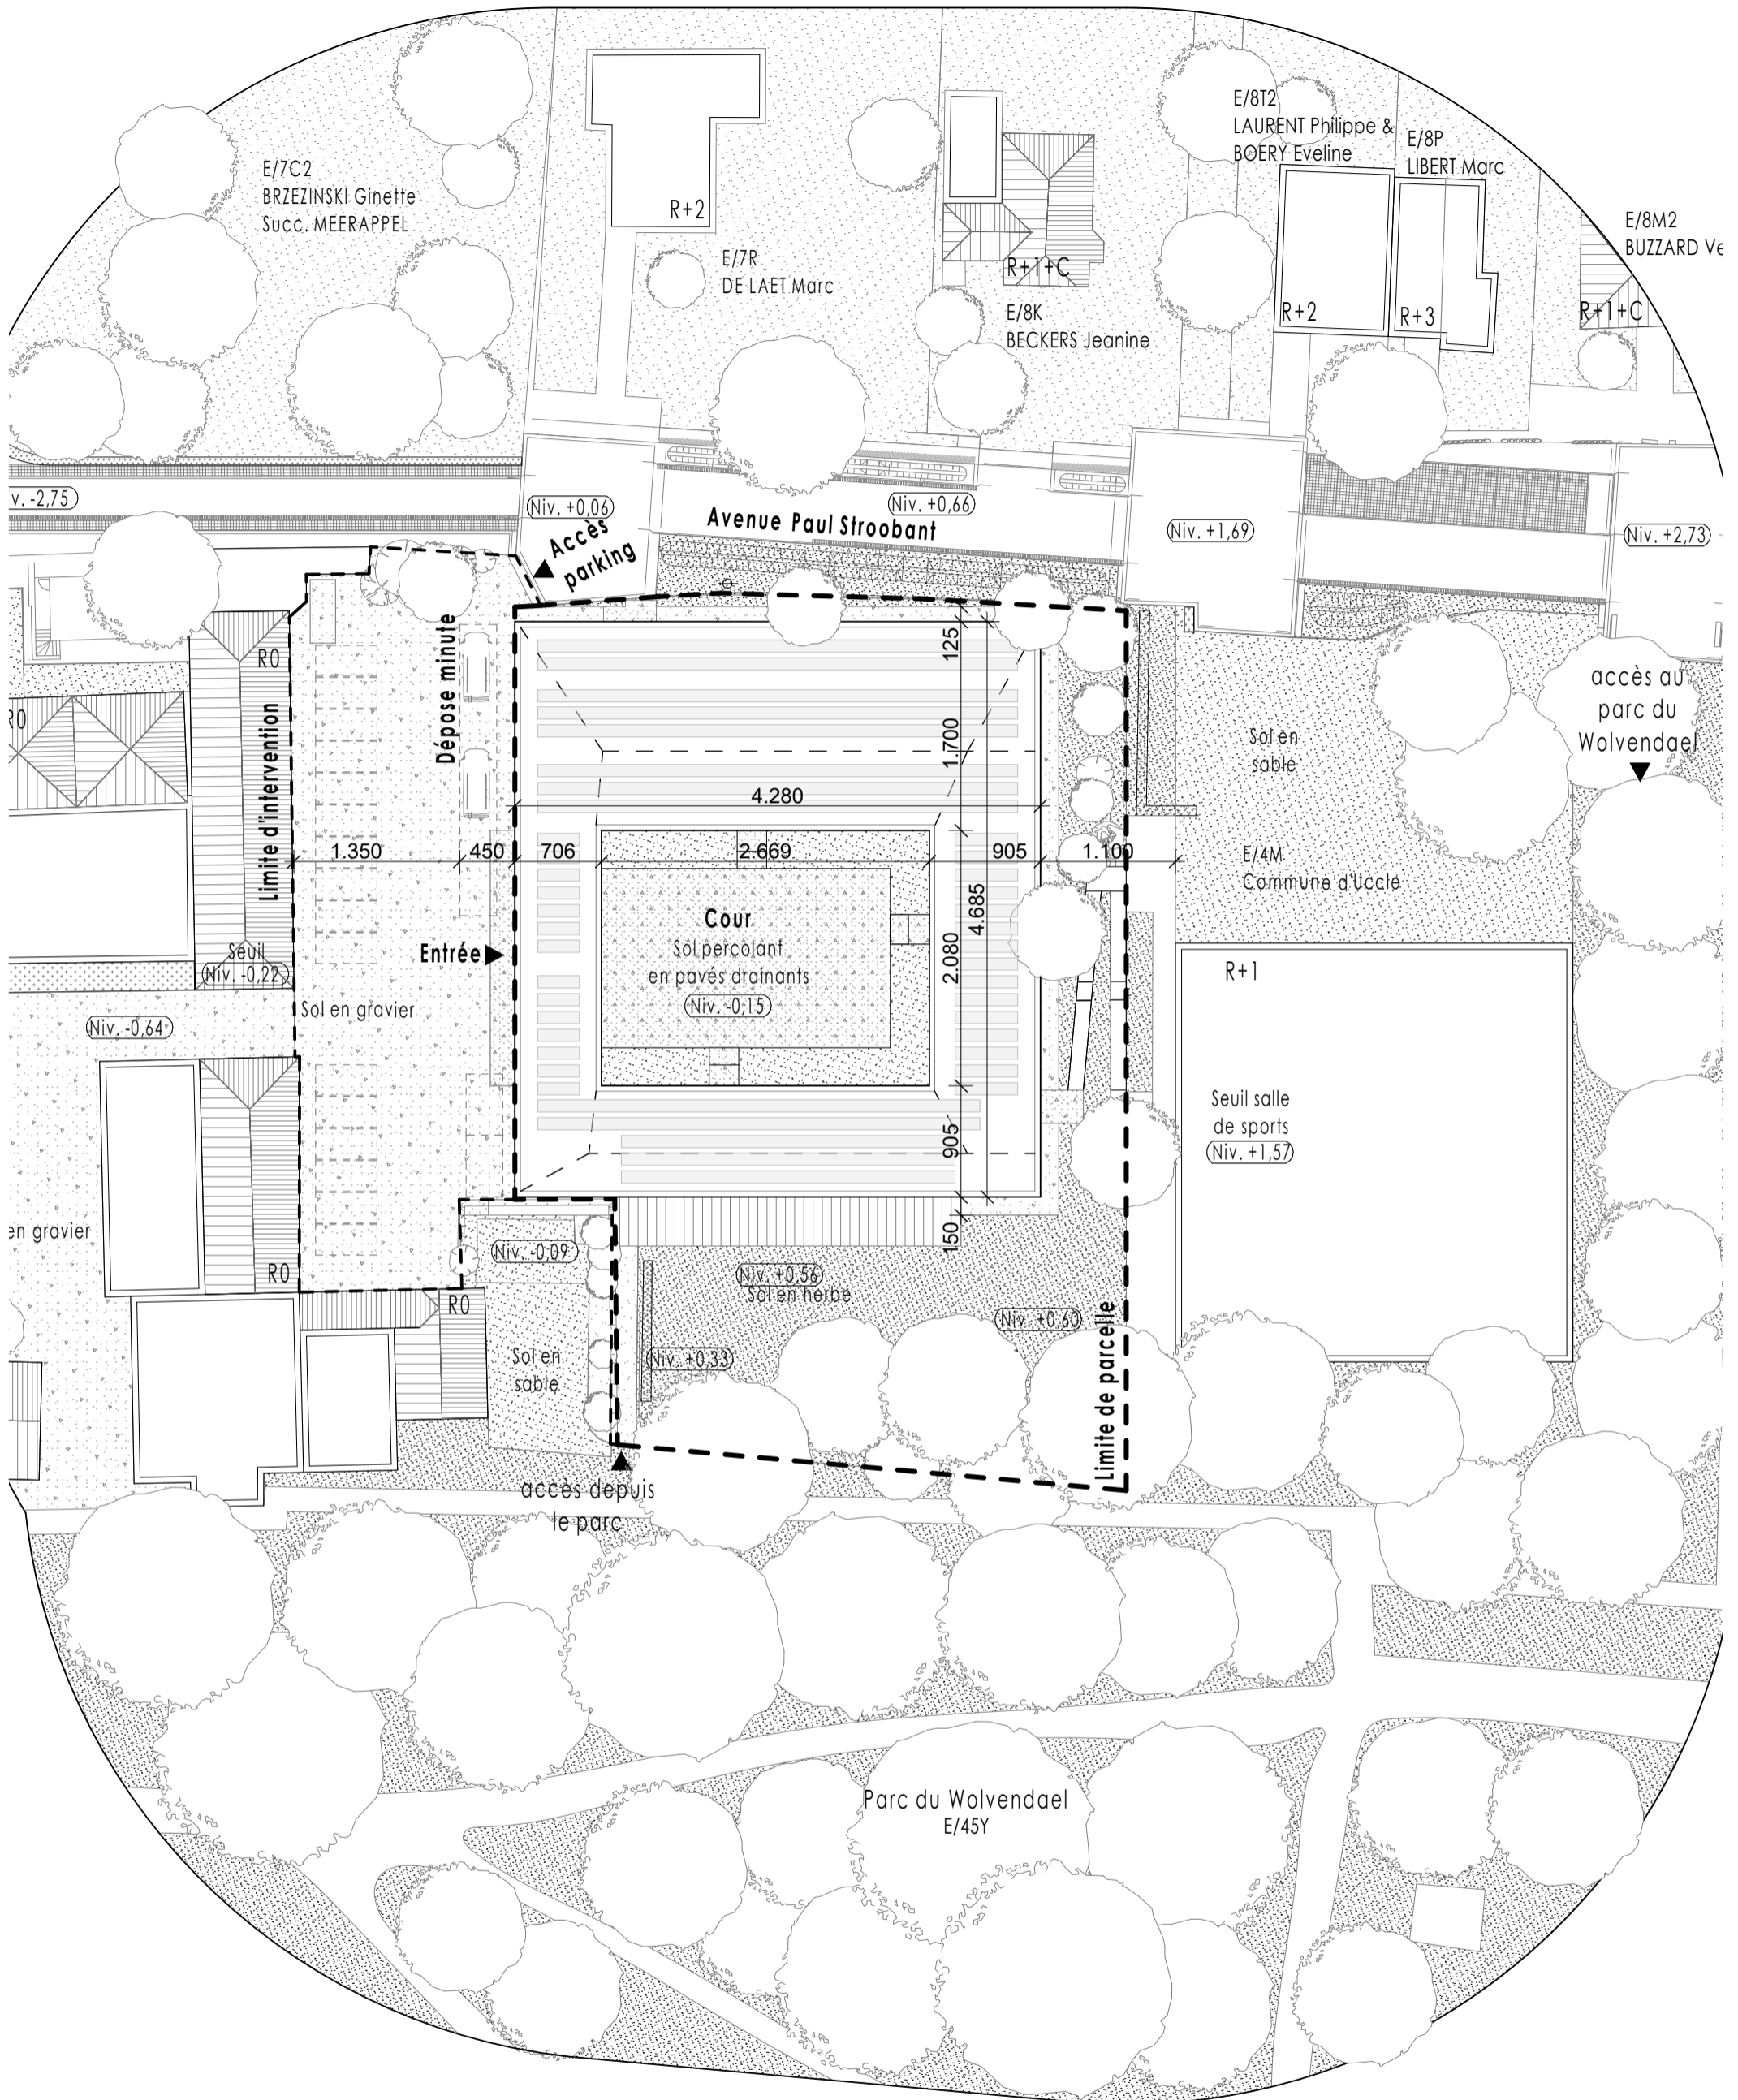 E/7C2
BRZEZINSKI Ginette
Succ. MEERAPPEL
R+2
E/7R
DE LAET Marc
R+1+C
E/8K
BECKERS Jeanine
E/8T2
LAURENT Philippe &
BOERY Eveline
E/8P
LIBERT Marc
R+2
R+3
E/8M2
BUZZARD Ve
R+1+C
v. -2,75
Niv. +0,06
Niv. +0,66
Avenue Paul Stroobant
Niv. +1,69
Niv. +2,73
Accès
parking
Dépose minute
Limite d'intervention
R0
R0
125
1.700
4.280
1.350
450
706
2.669
905
1.100
4.685
2.080
905
150
Cour
Sol percolant
en pavés drainants
Niv. -0,15
Entrée
Seuil
Niv. -0,22
Niv. -0,64
Sol en gravier
en gravier
R0
R0
Niv. -0,09
Sol en
sable
Niv. +0,56
Sol en herbe
Niv. +0,60
Niv. +0,33
Limite de parcelle
accès depuis
le parc
Sol en
sable
accès au
parc du
Wolvendael
E/4M
Commune d'Uccle
R+1
Seuil salle
de sports
Niv. +1,57
Parc du Wolvendael
E/45Y